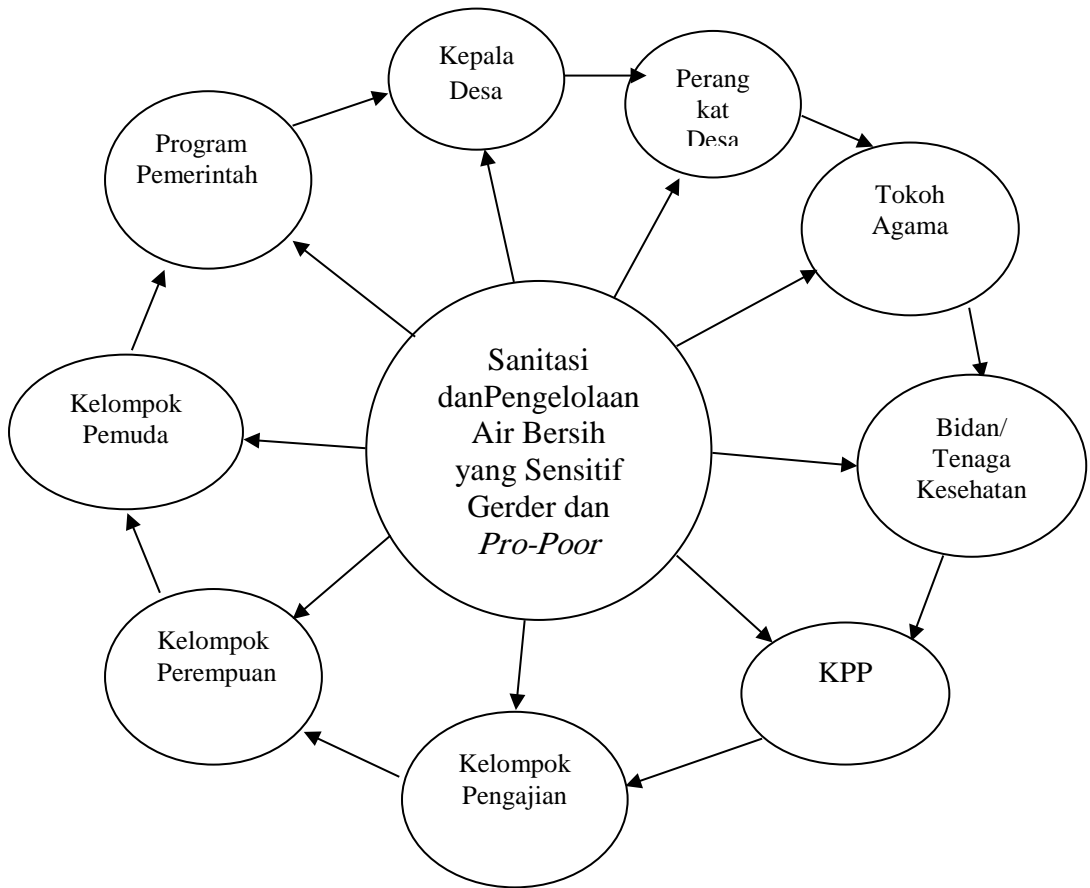 Kepala
Desa
Perang
kat
Desa
Program
Pemerintah
Tokoh
Agama
Sanitasi
danPengelolaan
Air Bersih
yang Sensitif
Gerder dan
Pro-Poor
Kelompok
Pemuda
Bidan/
Tenaga
Kesehatan
Kelompok
Perempuan
KPP
Kelompok
Pengajian